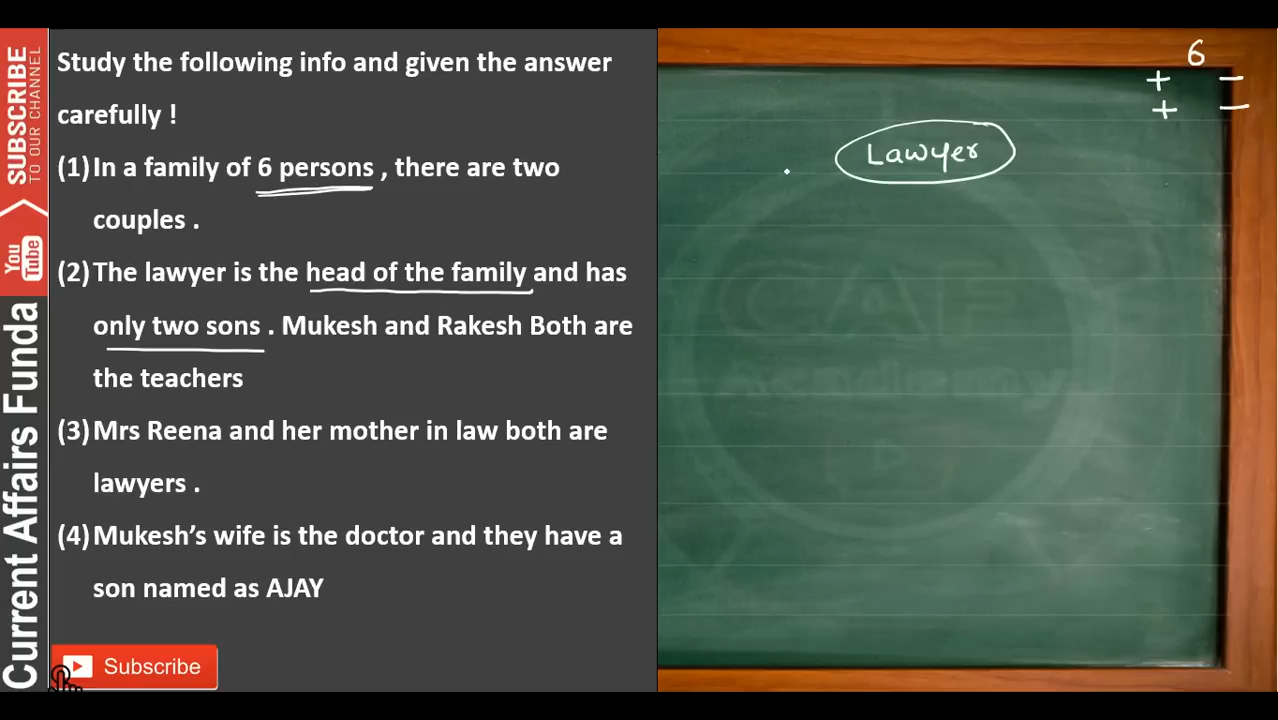 Study the following info and given the answer
carefully !
(1) In a family of 6 persons , there are two
couples .
(2) The lawyer is the head of the family and has
only two sons . Mukesh and Rakesh Both are
the teachers
(3) Mrs Reena and her mother in law both are
lawyers .
(4) Mukesh's wife is the doctor and they have a
son named as AJAY
Subscribe
SUBSCRIBE
TO OUR CHANNEL
You
Tube
Current Affairs Funda
6
+ −
+ −
Lawyer
CAF
academy